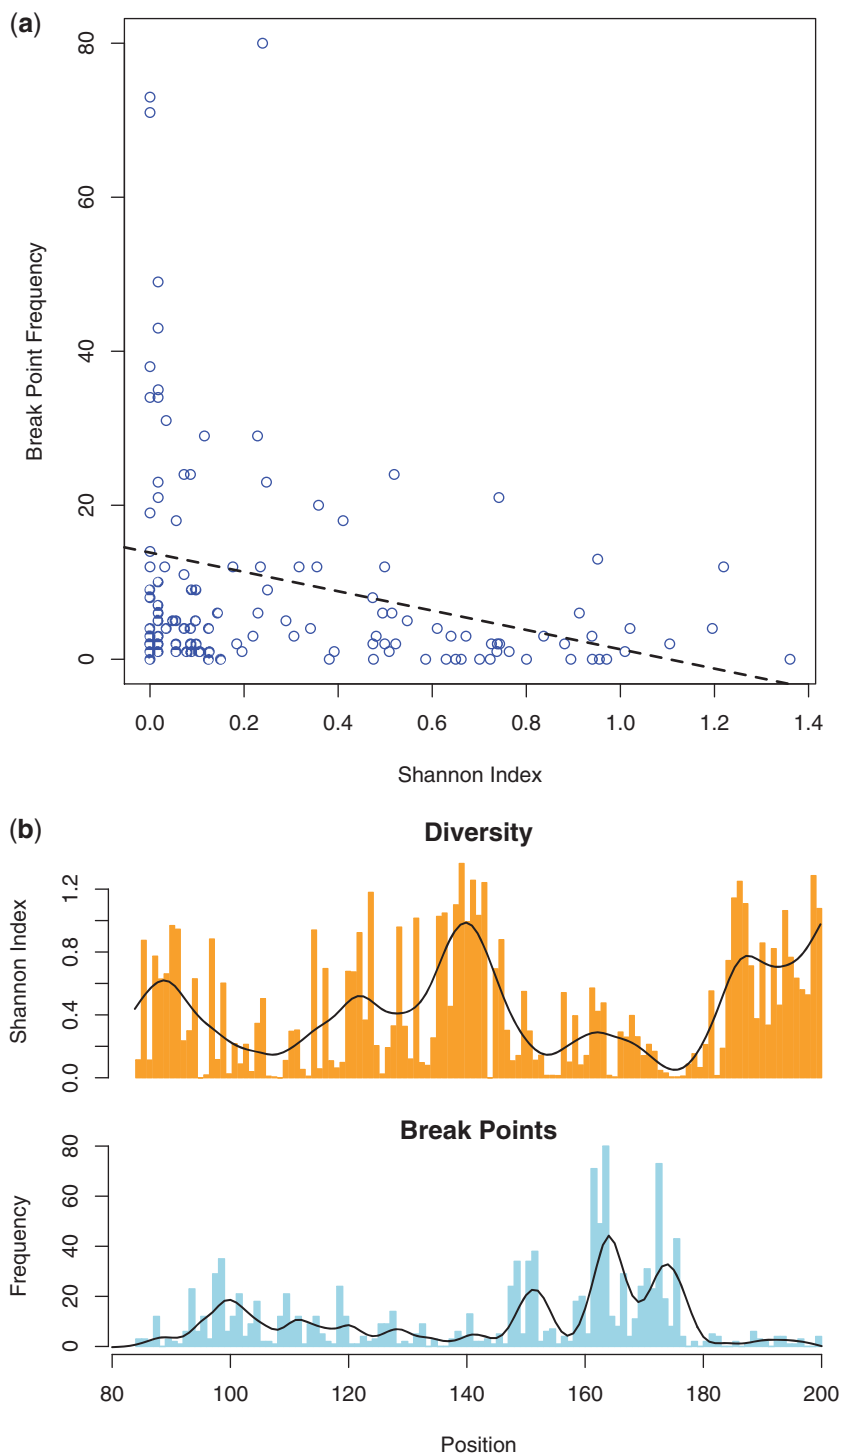 (a)
80
60
40
20
0
Break Point Frequency
0.0 0.2 0.4 0.6 0.8 1.0 1.2 1.4
Shannon Index
(b)
Diversity
1.2
0.8
0.4
0.0
Shannon Index
Break Points
80
60
40
20
0
Frequency
80 100 120 140 160 180 200
Position